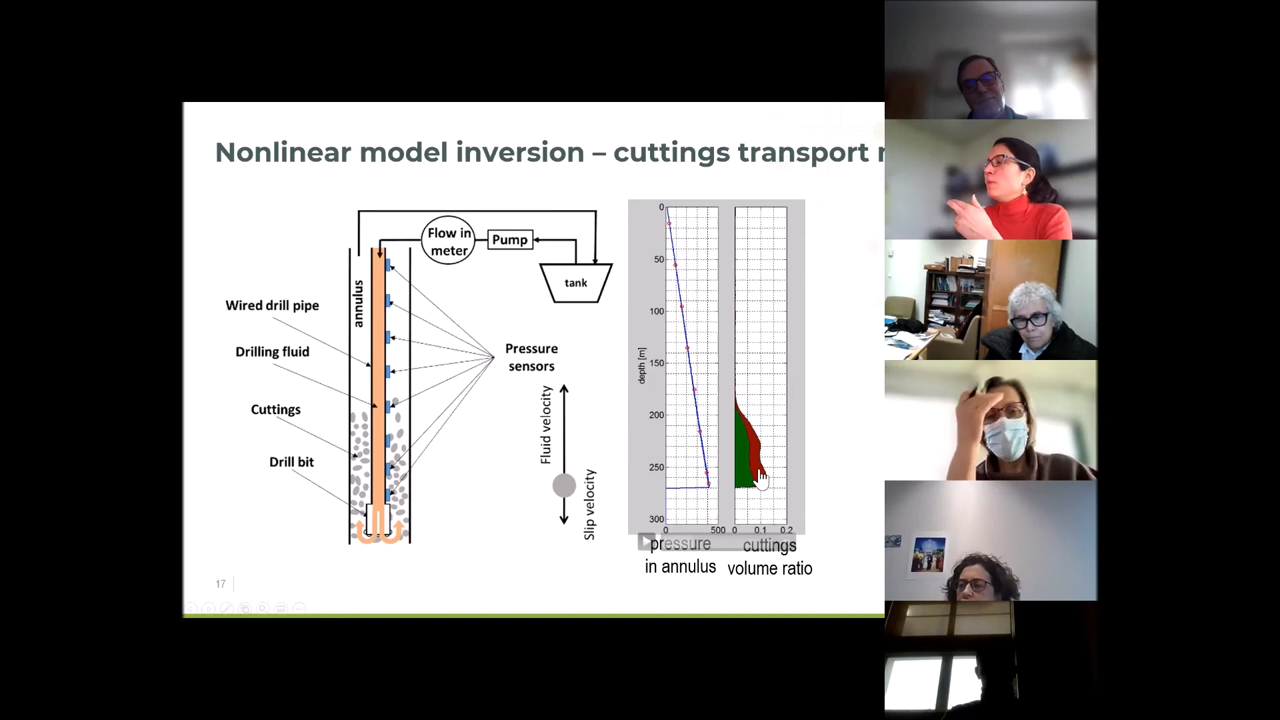 Nonlinear model inversion – cuttings transport
Flow in
meter
Pump
tank
annulus
Wired drill pipe
Drilling fluid
Cuttings
Drill bit
Pressure
sensors
Fluid velocity
Slip velocity
depth [m]
0
50
100
150
200
250
300
0
500
0
0.1
0.2
pressure
in annulus
cuttings
volume ratio
17